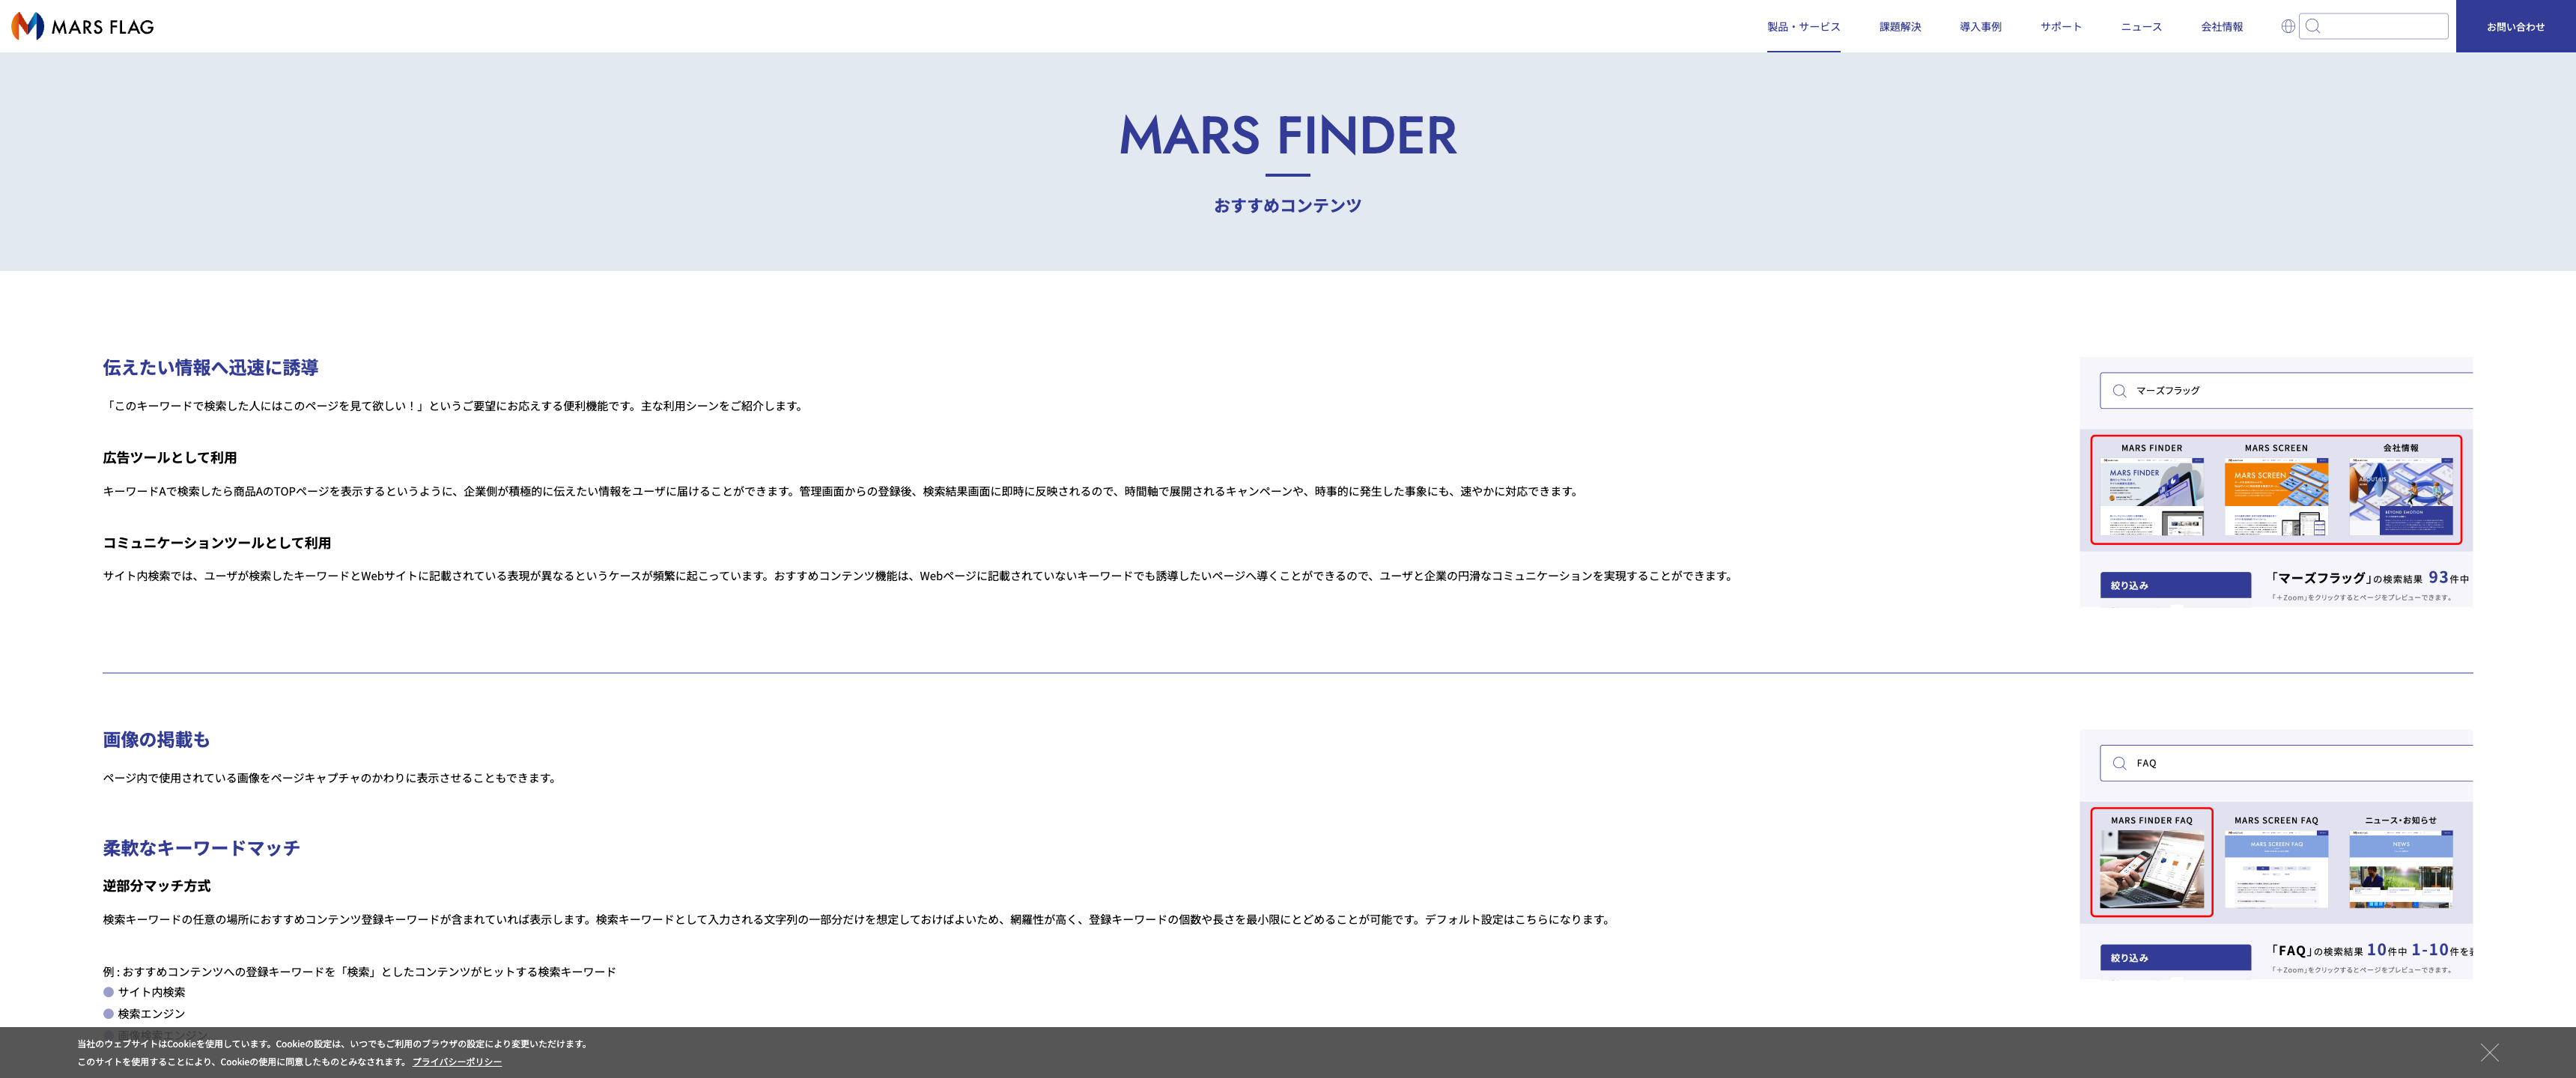 MARS FLAG
製品・サービス
課題解決
導入事例
サポート
ニュース
会社情報
お問い合わせ
MARS FINDER
おすすめコンテンツ
伝えたい情報へ迅速に誘導
「このキーワードで検索した人にはこのページを見て欲しい！」というご要望にお応えする便利機能です。主な利用シーンをご紹介します。
広告ツールとして利用
キーワードAで検索したら商品AのTOPページを表示するというように、企業側が積極的に伝えたい情報をユーザに届けることができます。管理画面からの登録後、検索結果画面に即時に反映されるので、時間軸で展開されるキャンペーンや、時事的に発生した事象にも、速やかに対応できます。
コミュニケーションツールとして利用
サイト内検索では、ユーザが検索したキーワードとWebサイトに記載されている表現が異なるというケースが頻繁に起こっています。おすすめコンテンツ機能は、Webページに記載されていないキーワードでも誘導したいページへ導くことができるので、ユーザと企業の円滑なコミュニケーションを実現することができます。
マーズフラッグ
MARS FINDER
MARS SCREEN
会社情報
MARS FINDER
MARS SCREEN
ABOUT US
BEYOND EMOTION
絞り込み
「マーズフラッグ」の検索結果 93件中
「＋Zoom」をクリックするとページをプレビューできます。
画像の掲載も
ページ内で使用されている画像をページキャプチャのかわりに表示させることもできます。
柔軟なキーワードマッチ
逆部分マッチ方式
検索キーワードの任意の場所におすすめコンテンツ登録キーワードが含まれていれば表示します。検索キーワードとして入力される文字列の一部分だけを想定しておけばよいため、網羅性が高く、登録キーワードの個数や長さを最小限にとどめることが可能です。デフォルト設定はこちらになります。
例 : おすすめコンテンツへの登録キーワードを「検索」としたコンテンツがヒットする検索キーワード
サイト内検索
検索エンジン
画像検索エンジン
FAQ
MARS FINDER FAQ
MARS SCREEN FAQ
ニュース・お知らせ
MARS SCREEN FAQ
NEWS
絞り込み
「FAQ」の検索結果 10件中 1-10件を
「＋Zoom」をクリックするとページをプレビューできます。
当社のウェブサイトはCookieを使用しています。Cookieの設定は、いつでもご利用のブラウザの設定により変更いただけます。
このサイトを使用することにより、Cookieの使用に同意したものとみなされます。 プライバシーポリシー